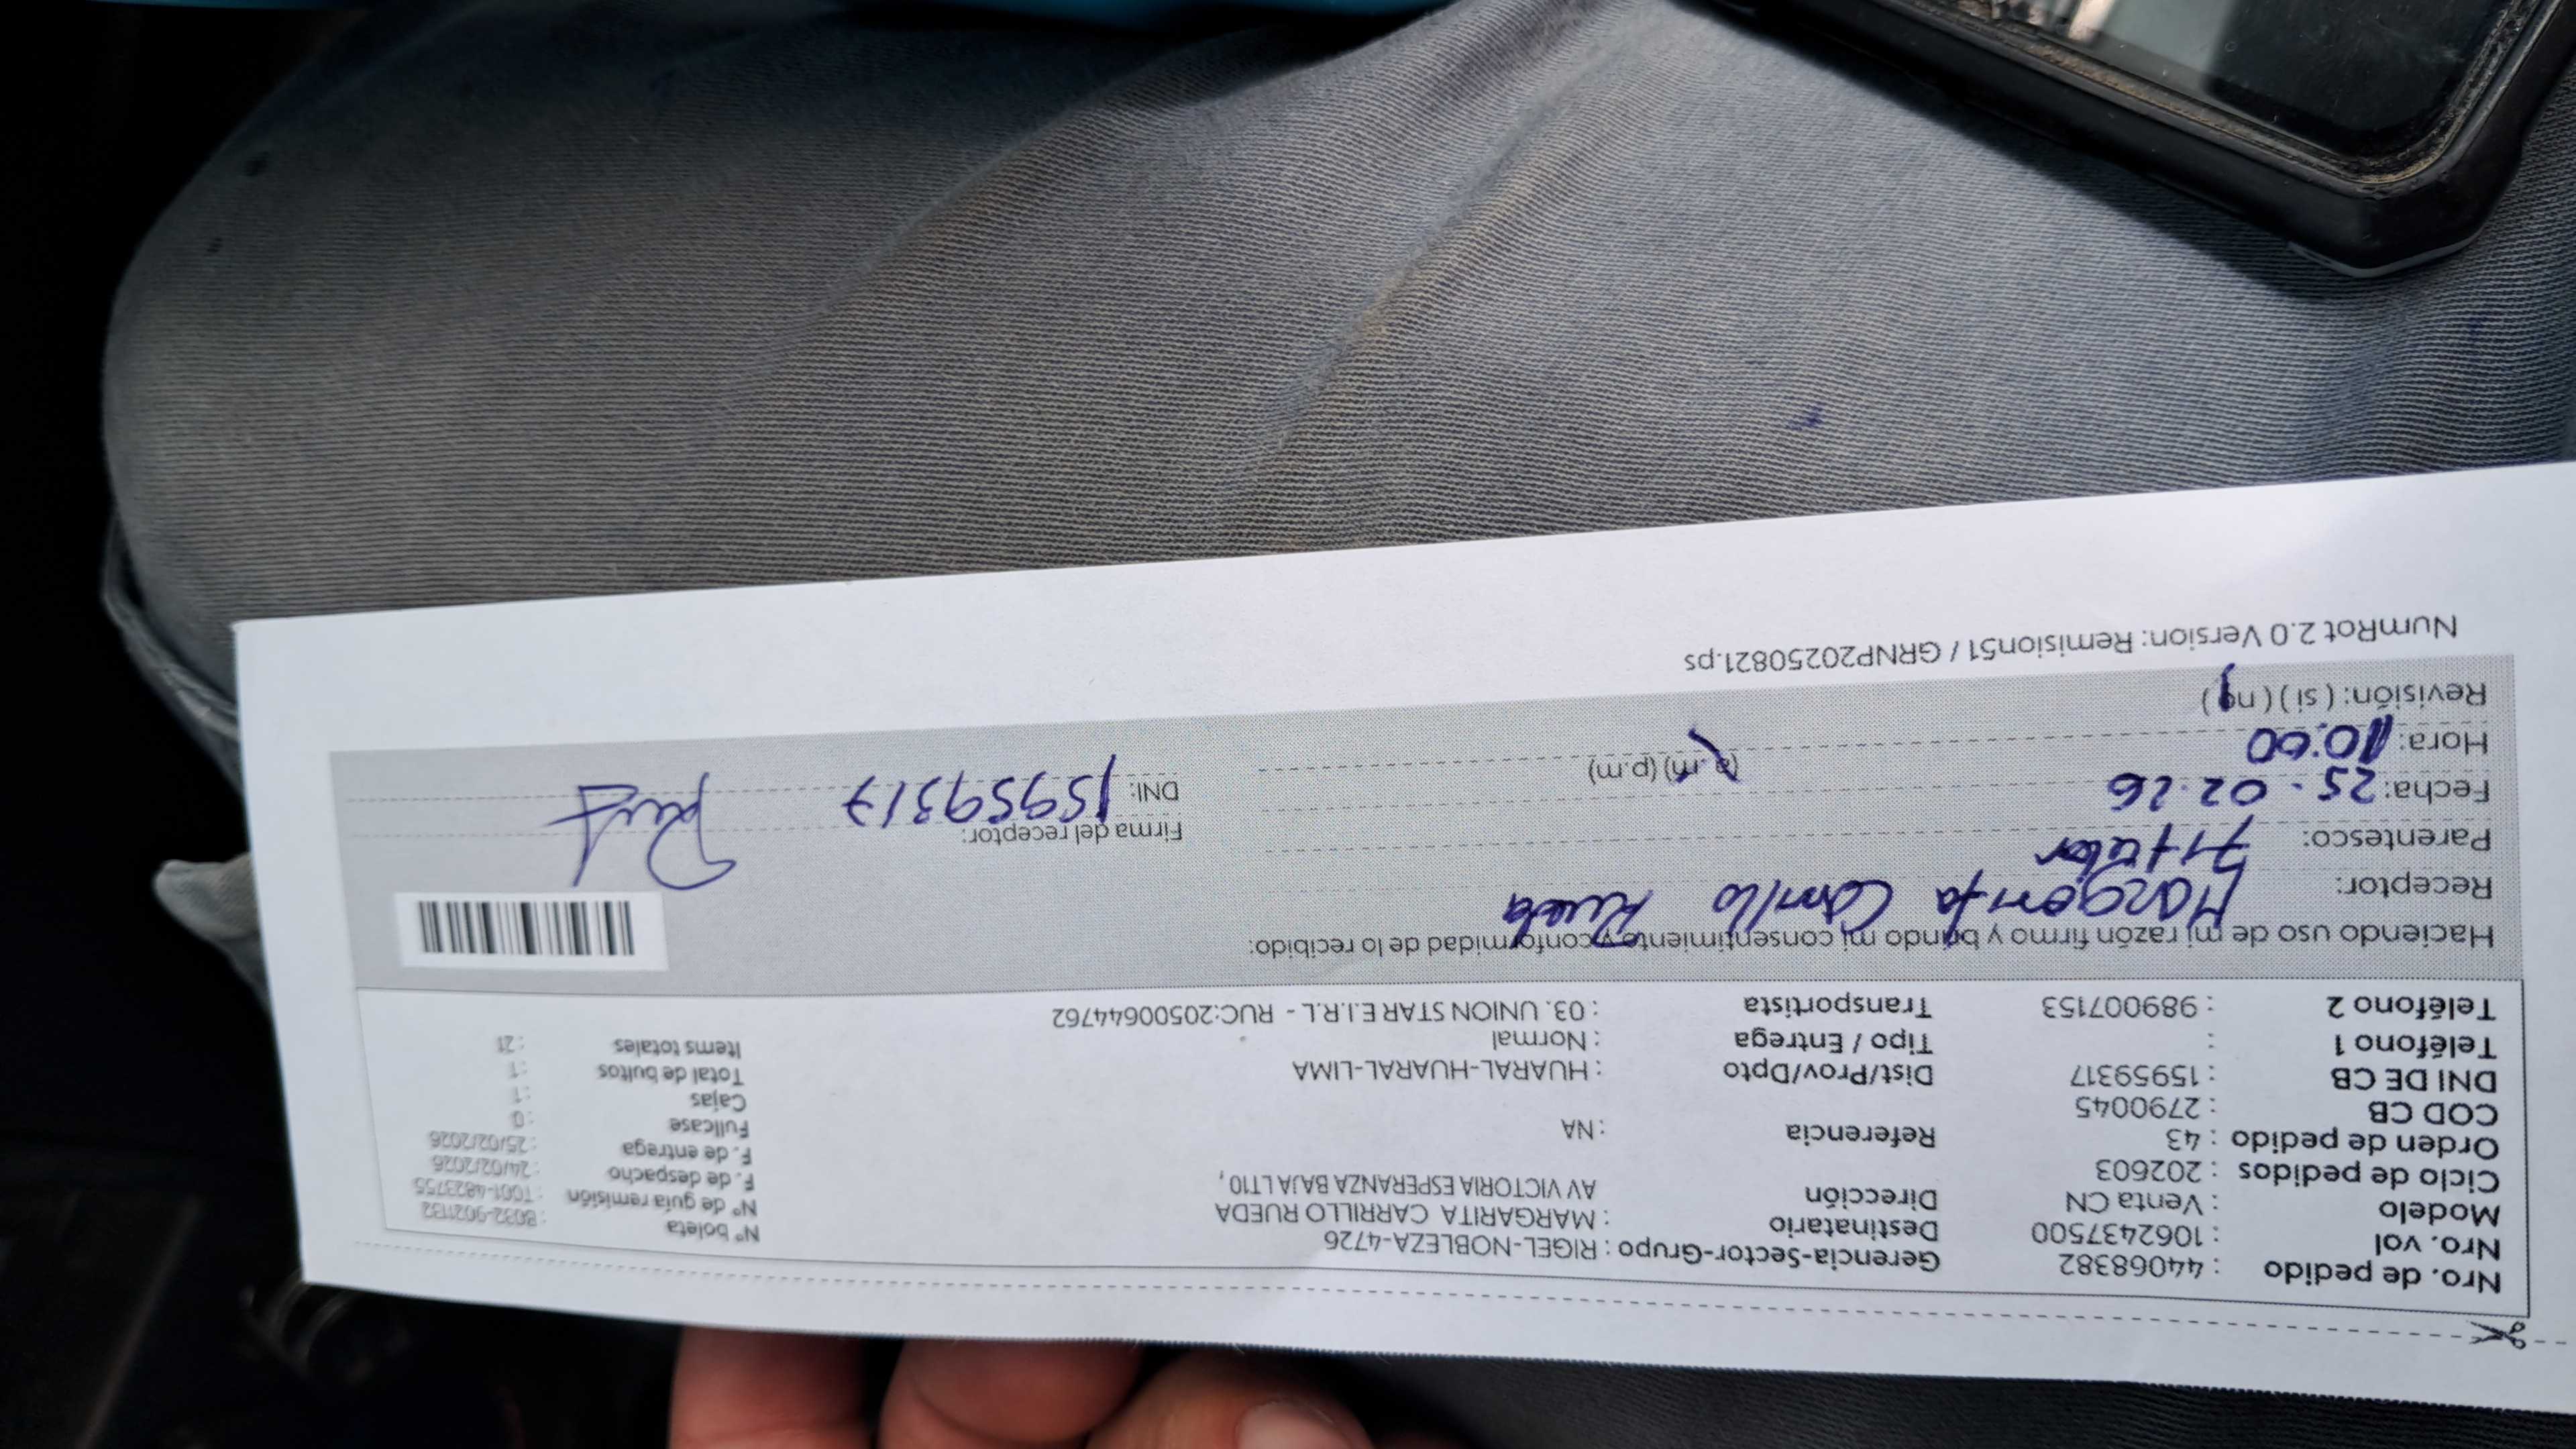 Nro. de pedido : 44068382
Nro. vol : 1062437500
Modelo : Venta CN
Ciclo de pedidos : 202603
Orden de pedido : 43
COD CB : 2790045
DNI DE CB : 15959317
Teléfono 1 :
Teléfono 2 : 989007153
Gerencia-Sector-Grupo : RIGEL-NOBLEZA-4726
Destinatario : MARGARITA CARRILLO RUEDA
Dirección AV VICTORIA ESPERANZA BAJA LT10 ,
Referencia : NA
Dist/Prov/Dpto : HUARAL-HUARAL-LIMA
Tipo / Entrega : Normal
Transportista : 03. UNION STAR E.I.R.L - RUC:20500644762
N° boleta : B032-9021132
N° de guía remisión : T001-4823755
F. de despacho : 24/02/2026
F. de entrega : 25/02/2026
Fullcase : 0
Cajas : 1
Total de bultos : 1
Items totales : 21
Haciendo uso de mi razón firmo y brindo mi consentimiento y conformidad de lo recibido:
Receptor: Margarita Carrillo Rueda
Parentesco: Titular
Fecha: 25-02-26
Hora: 10:00 (a.m) (p.m)
Revisión: ( si ) ( no )
Firma del receptor:
DNI: 15959317
NumRot 2.0 Version: Remision51 / GRNP20250821.ps